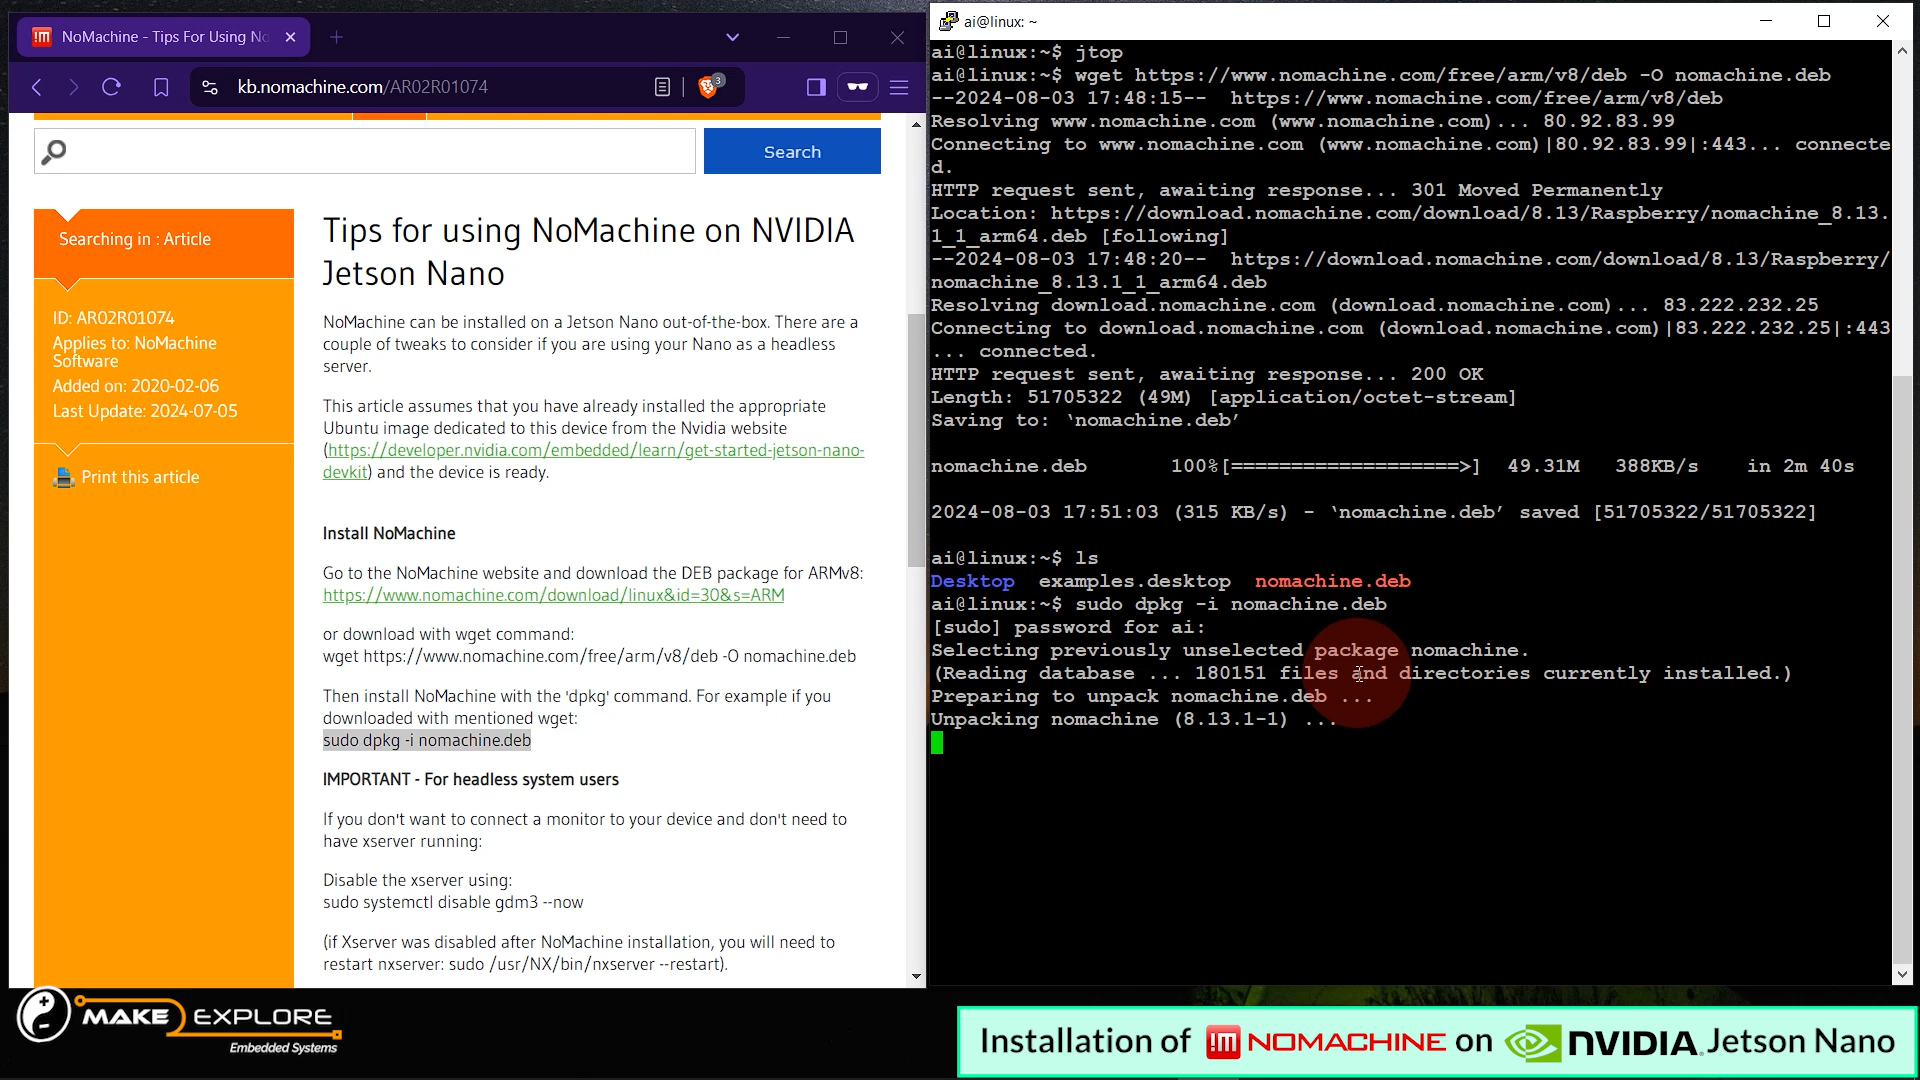 NoMachine - Tips For Using No
kb.nomachine.com/AR02R01074
3
Search
Searching in : Article
ID: AR02R01074
Applies to: NoMachine
Software
Added on: 2020-02-06
Last Update: 2024-07-05
Print this article
Tips for using NoMachine on NVIDIA
Jetson Nano
NoMachine can be installed on a Jetson Nano out-of-the-box. There are a
couple of tweaks to consider if you are using your Nano as a headless
server.
This article assumes that you have already installed the appropriate
Ubuntu image dedicated to this device from the Nvidia website
(https://developer.nvidia.com/embedded/learn/get-started-jetson-nano-
devkit) and the device is ready.
Install NoMachine
Go to the NoMachine website and download the DEB package for ARMv8:
https://www.nomachine.com/download/linux&id=30&s=ARM
or download with wget command:
wget https://www.nomachine.com/free/arm/v8/deb -O nomachine.deb
Then install NoMachine with the 'dpkg' command. For example if you
downloaded with mentioned wget:
sudo dpkg -i nomachine.deb
IMPORTANT - For headless system users
If you don't want to connect a monitor to your device and don't need to
have xserver running:
Disable the xserver using:
sudo systemctl disable gdm3 --now
(if Xserver was disabled after NoMachine installation, you will need to
restart nxserver: sudo /usr/NX/bin/nxserver --restart).
ai@linux: ~
ai@linux:~$ jtop
ai@linux:~$ wget https://www.nomachine.com/free/arm/v8/deb -O nomachine.deb
--2024-08-03 17:48:15--  https://www.nomachine.com/free/arm/v8/deb
Resolving www.nomachine.com (www.nomachine.com)... 80.92.83.99
Connecting to www.nomachine.com (www.nomachine.com)|80.92.83.99|:443... connecte
d.
HTTP request sent, awaiting response... 301 Moved Permanently
Location: https://download.nomachine.com/download/8.13/Raspberry/nomachine_8.13.
1_1_arm64.deb [following]
--2024-08-03 17:48:20--  https://download.nomachine.com/download/8.13/Raspberry/
nomachine_8.13.1_1_arm64.deb
Resolving download.nomachine.com (download.nomachine.com)... 83.222.232.25
Connecting to download.nomachine.com (download.nomachine.com)|83.222.232.25|:443
... connected.
HTTP request sent, awaiting response... 200 OK
Length: 51705322 (49M) [application/octet-stream]
Saving to: ‘nomachine.deb’
nomachine.deb       100%[===================>]  49.31M   388KB/s    in 2m 40s
2024-08-03 17:51:03 (315 KB/s) - ‘nomachine.deb’ saved [51705322/51705322]
ai@linux:~$ ls
Desktop  examples.desktop  nomachine.deb
ai@linux:~$ sudo dpkg -i nomachine.deb
[sudo] password for ai:
Selecting previously unselected package nomachine.
(Reading database ... 180151 files and directories currently installed.)
Preparing to unpack nomachine.deb ...
Unpacking nomachine (8.13.1-1) ...
MAKE EXPLORE
Embedded Systems
Installation of !m NOMACHINE on NVIDIA. Jetson Nano